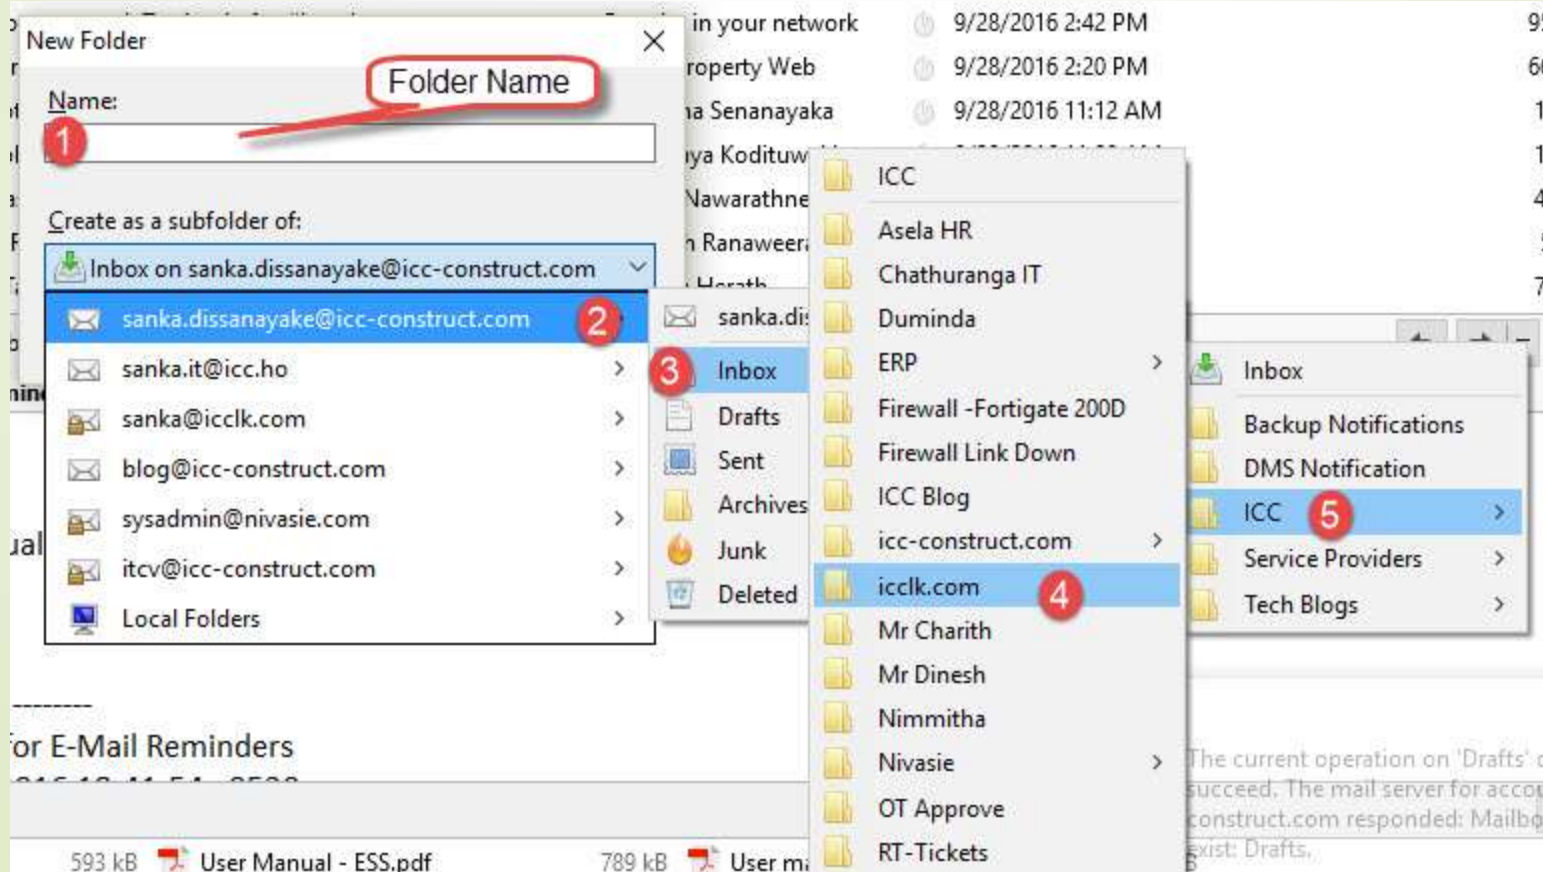 in your network 9/28/2016 2:42 PM
New Folder
roperty Web 9/28/2016 2:20 PM
Folder Name
Name:
Senanayaka 9/28/2016 11:12 AM
1
ICC
Nawarathne
Create as a subfolder of:
Asela HR
Ranaweera
Inbox on sanka.dissanayake@icc-construct.com
Chathuranga IT
sanka.dissanayake@icc-construct.com 2
sanka.dis
Duminda
sanka.it@icc.ho
3 Inbox
ERP
Inbox
sanka@icclk.com
Drafts
Firewall -Fortigate 200D
Backup Notifications
blog@icc-construct.com
Sent
Firewall Link Down
DMS Notification
sysadmin@nivasie.com
Archives
ICC Blog
ICC 5
itcv@icc-construct.com
Junk
icc-construct.com
Service Providers
Local Folders
Deleted
icclk.com 4
Tech Blogs
Mr Charith
Mr Dinesh
Nimmitha
for E-Mail Reminders
Nivasie
The current operation on 'Drafts'
succeed. The mail server for accou
OT Approve
construct.com responded: Mailbo
exist: Drafts.
RT-Tickets
593 kB User Manual - ESS.pdf 789 kB User ma